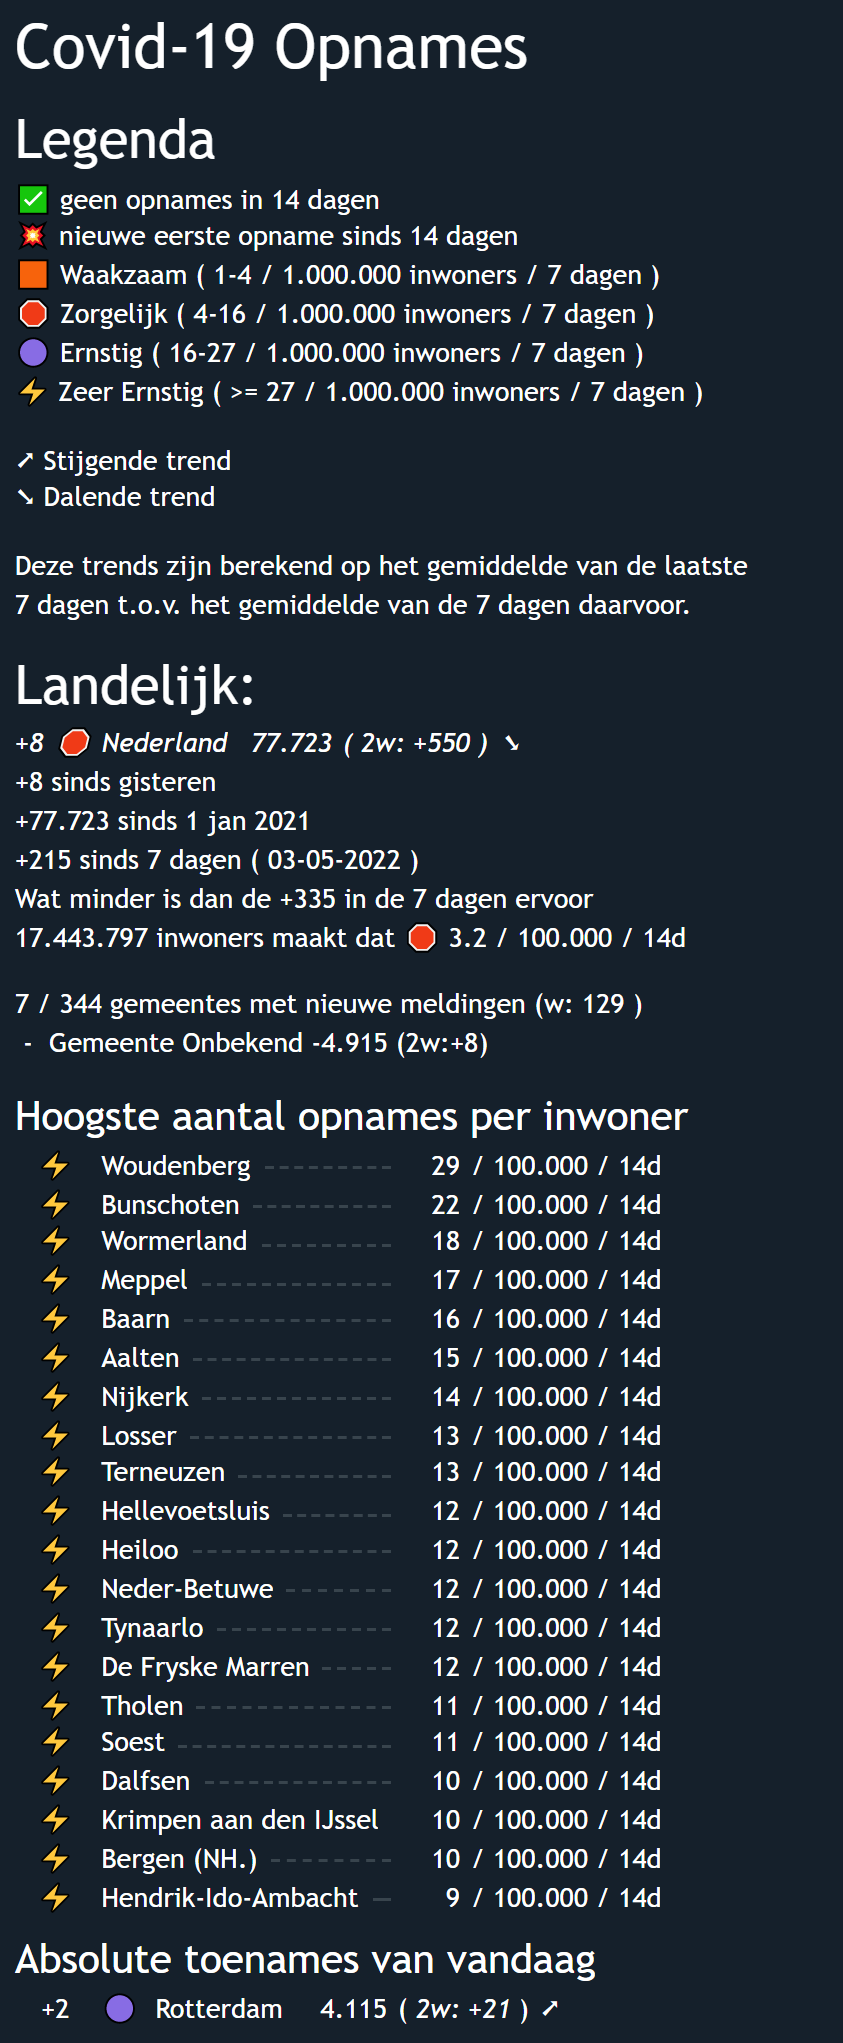 Covid-19 Opnames
Legenda
✅ geen opnames in 14 dagen
💥 nieuwe eerste opname sinds 14 dagen
🟧 Waakzaam ( 1-4 / 1.000.000 inwoners / 7 dagen )
🛑 Zorgelijk ( 4-16 / 1.000.000 inwoners / 7 dagen )
🟣 Ernstig ( 16-27 / 1.000.000 inwoners / 7 dagen )
⚡ Zeer Ernstig ( >= 27 / 1.000.000 inwoners / 7 dagen )
➚ Stijgende trend
➘ Dalende trend
Deze trends zijn berekend op het gemiddelde van de laatste
7 dagen t.o.v. het gemiddelde van de 7 dagen daarvoor.
Landelijk:
+8 🛑 Nederland 77.723 ( 2w: +550 ) ➘
+8 sinds gisteren
+77.723 sinds 1 jan 2021
+215 sinds 7 dagen ( 03-05-2022 )
Wat minder is dan de +335 in de 7 dagen ervoor
17.443.797 inwoners maakt dat 🛑 3.2 / 100.000 / 14d
7 / 344 gemeentes met nieuwe meldingen (w: 129 )
- Gemeente Onbekend -4.915 (2w:+8)
Hoogste aantal opnames per inwoner
⚡ Woudenberg --------- 29 / 100.000 / 14d
⚡ Bunschoten ---------- 22 / 100.000 / 14d
⚡ Wormerland --------- 18 / 100.000 / 14d
⚡ Meppel ------------- 17 / 100.000 / 14d
⚡ Baarn -------------- 16 / 100.000 / 14d
⚡ Aalten -------------- 15 / 100.000 / 14d
⚡ Nijkerk ------------- 14 / 100.000 / 14d
⚡ Losser -------------- 13 / 100.000 / 14d
⚡ Terneuzen ----------- 13 / 100.000 / 14d
⚡ Hellevoetsluis -------- 12 / 100.000 / 14d
⚡ Heiloo -------------- 12 / 100.000 / 14d
⚡ Neder-Betuwe ------- 12 / 100.000 / 14d
⚡ Tynaarlo ------------ 12 / 100.000 / 14d
⚡ De Fryske Marren ----- 12 / 100.000 / 14d
⚡ Tholen ------------- 11 / 100.000 / 14d
⚡ Soest --------------- 11 / 100.000 / 14d
⚡ Dalfsen ------------- 10 / 100.000 / 14d
⚡ Krimpen aan den IJssel 10 / 100.000 / 14d
⚡ Bergen (NH.) -------- 10 / 100.000 / 14d
⚡ Hendrik-Ido-Ambacht - 9 / 100.000 / 14d
Absolute toenames van vandaag
+2 🟣 Rotterdam 4.115 ( 2w: +21 ) ➚